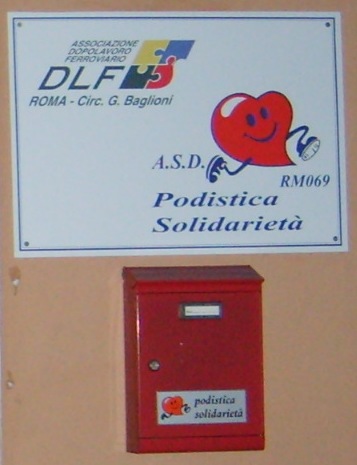 ASSOCIAZIONE
DOPOLAVORO
FERROVIARIO
DLF
ROMA - Circ. G. Baglioni
A.S.D.
RM069
Podistica
Solidarietà
podistica
solidarietà